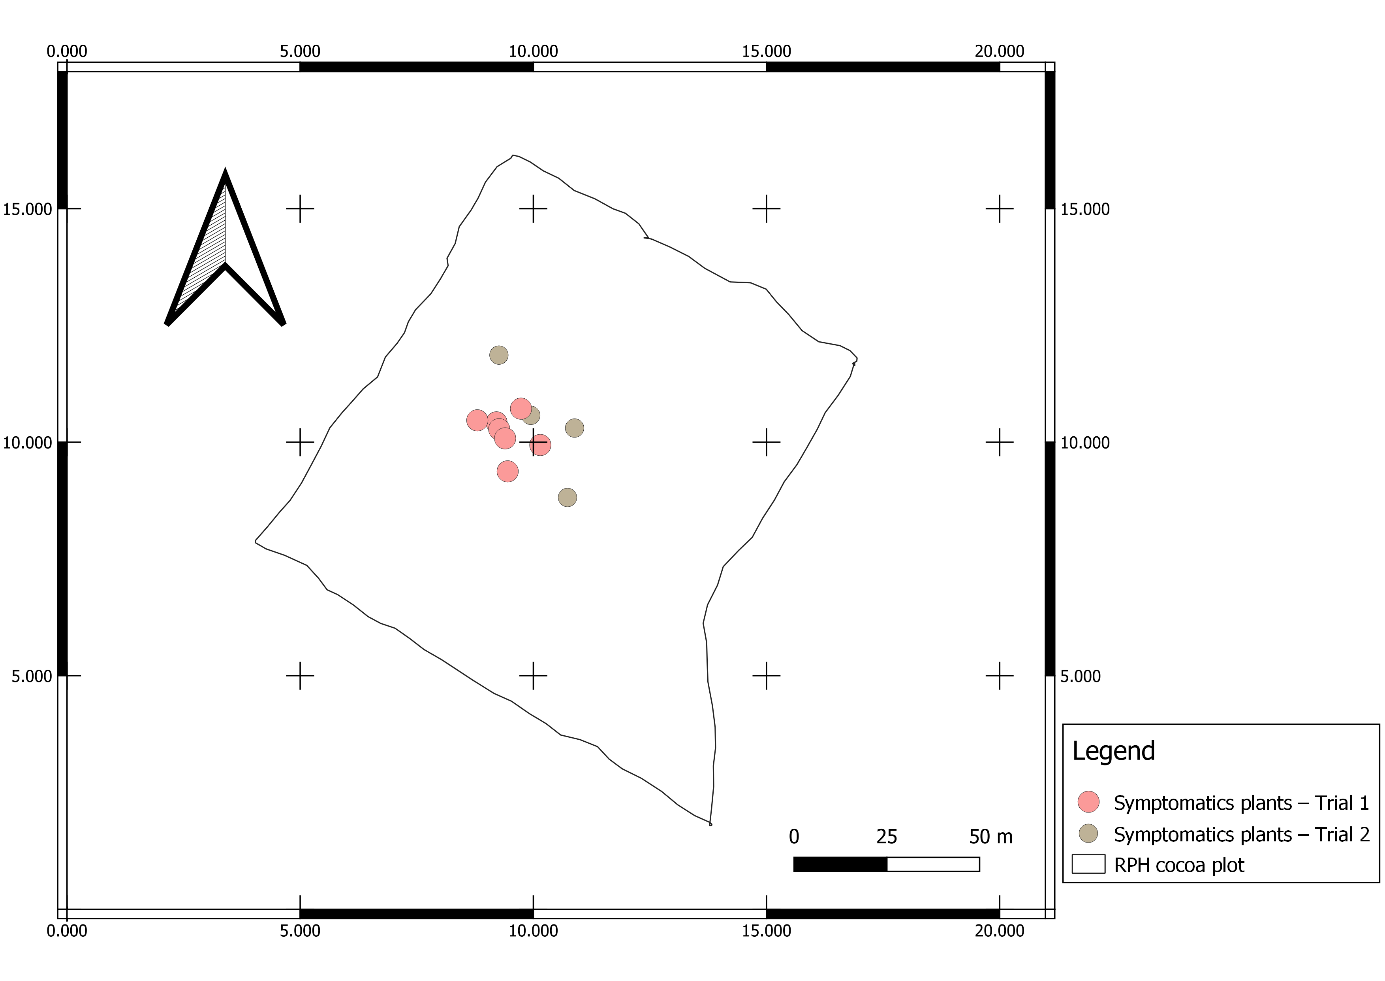 0.000 5.000 10.000 15.000 20.000
15.000 15.000
10.000 10.000
5.000 5.000
Legend
Symptomatics plants – Trial 1
Symptomatics plants – Trial 2
RPH cocoa plot
0 25 50 m
0.000 5.000 10.000 15.000 20.000